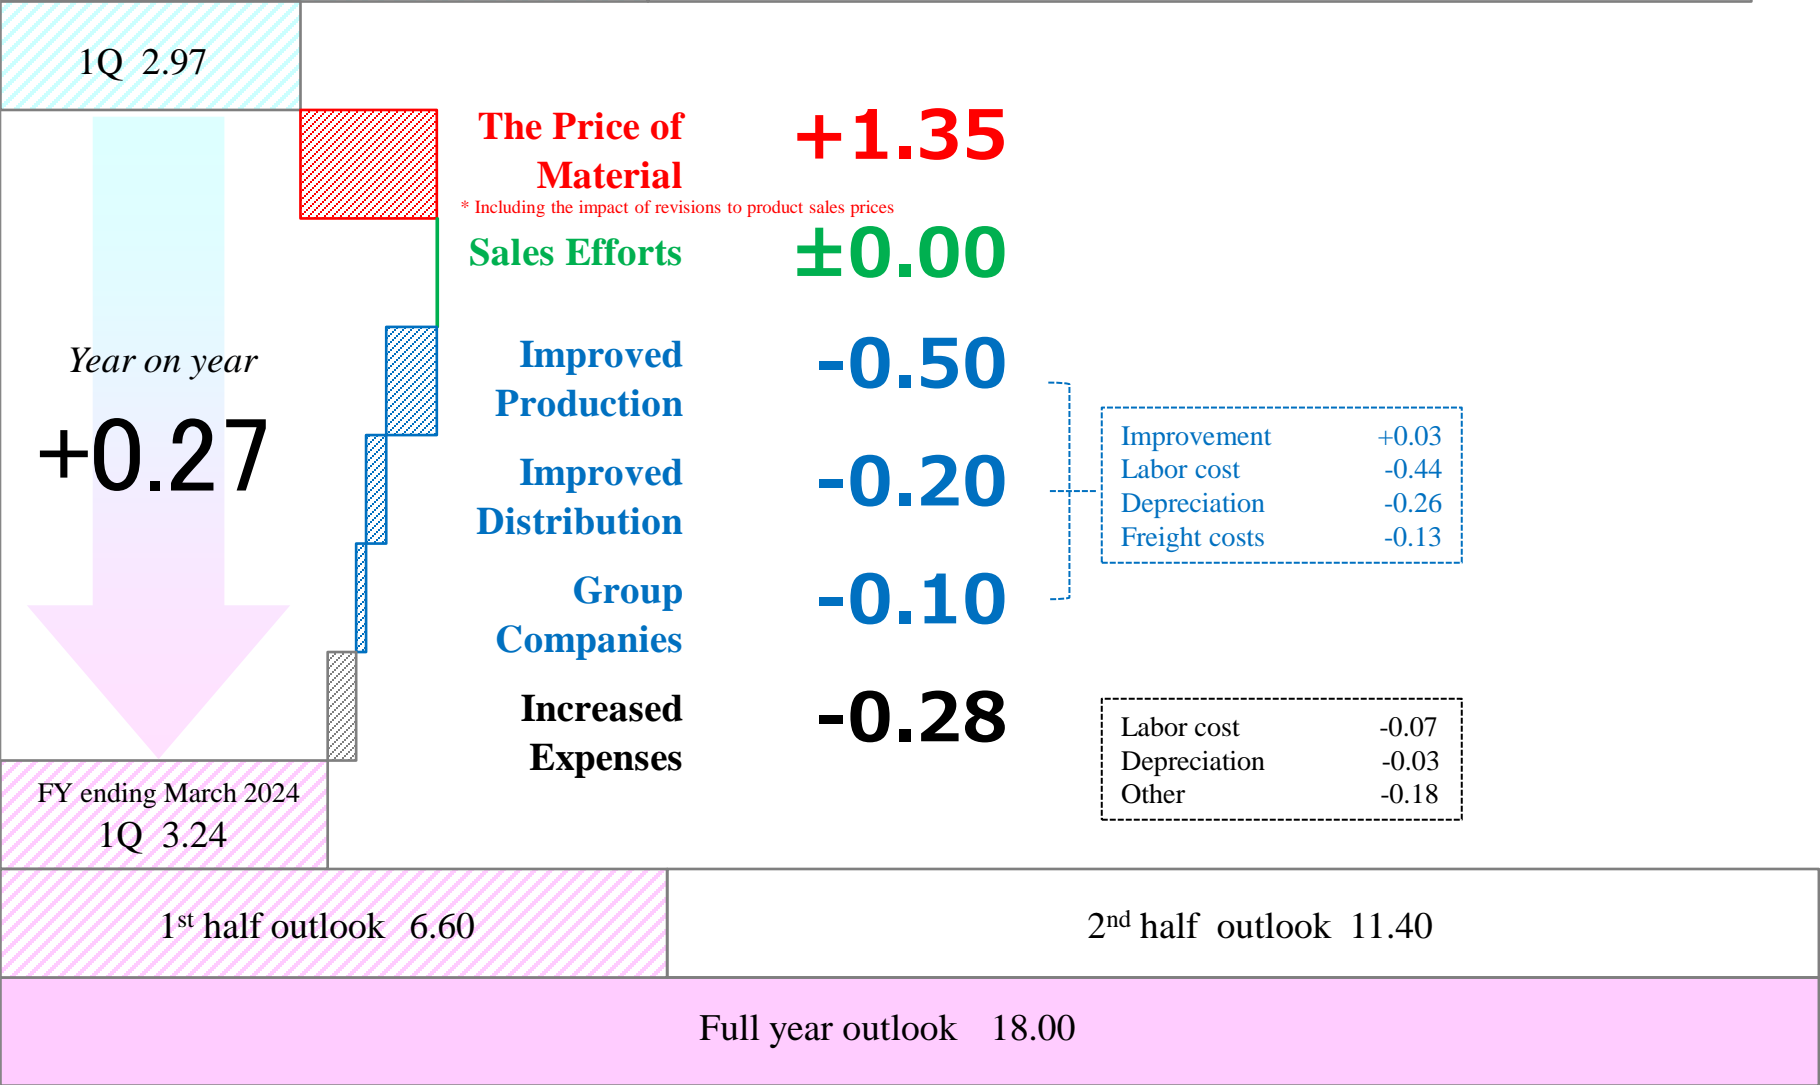 1Q 2.97
The Price of
Material
+1.35
* Including the impact of revisions to product sales prices
Sales Efforts
±0.00
Year on year
+0.27
Improved
Production
-0.50
Improved
Distribution
-0.20
Group
Companies
-0.10
Improvement +0.03
Labor cost -0.44
Depreciation -0.26
Freight costs -0.13
Increased
Expenses
-0.28
Labor cost -0.07
Depreciation -0.03
Other -0.18
FY ending March 2024
1Q 3.24
1st half outlook 6.60
2nd half outlook 11.40
Full year outlook 18.00